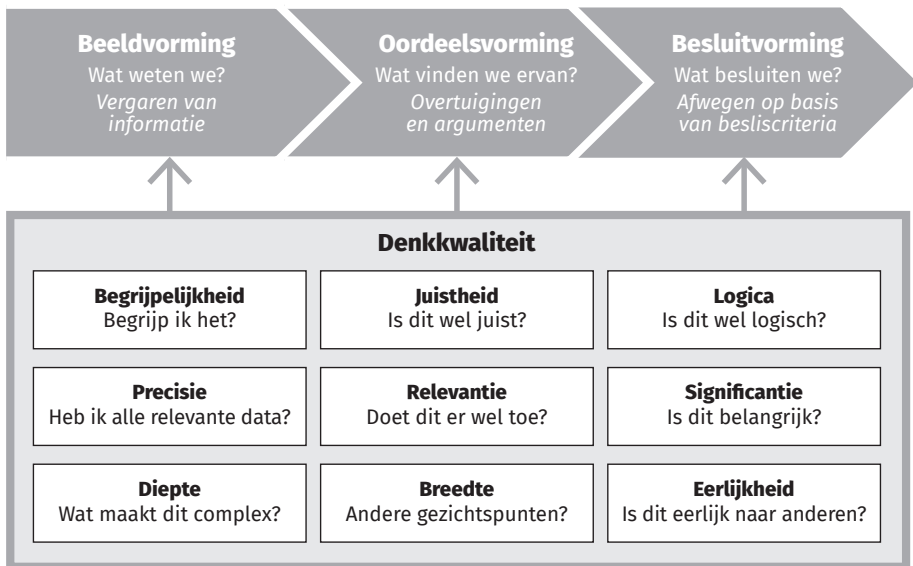 Beeldvorming
Wat weten we?
Vergaren van
informatie
Oordeelsvorming
Wat vinden we ervan?
Overtuigingen
en argumenten
Besluitvorming
Wat besluiten we?
Afwegen op basis
van besliscriteria
Denkkwaliteit
Begrijpelijkheid
Begrijp ik het?
Juistheid
Is dit wel juist?
Logica
Is dit wel logisch?
Precisie
Heb ik alle relevante data?
Relevantie
Doet dit er wel toe?
Significantie
Is dit belangrijk?
Diepte
Wat maakt dit complex?
Breedte
Andere gezichtspunten?
Eerlijkheid
Is dit eerlijk naar anderen?